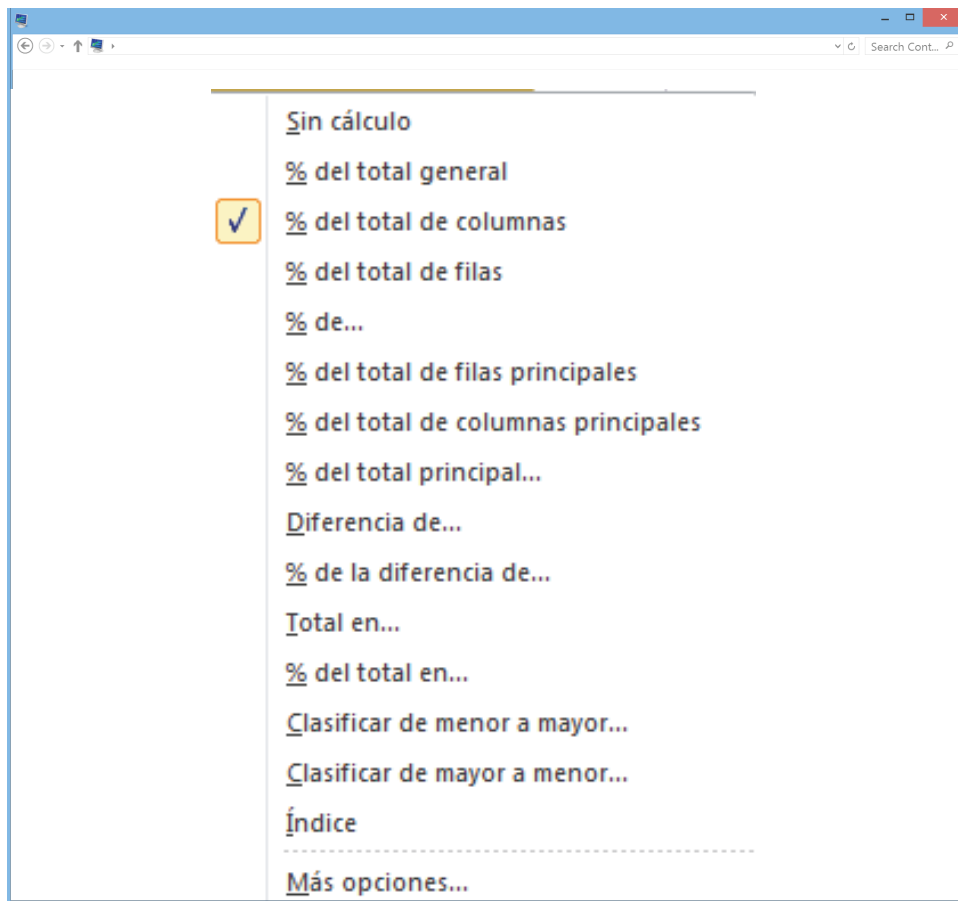 Search Cont...
Sin cálculo
% del total general
% del total de columnas
% del total de filas
% de...
% del total de filas principales
% del total de columnas principales
% del total principal...
Diferencia de...
% de la diferencia de...
Total en...
% del total en...
Clasificar de menor a mayor...
Clasificar de mayor a menor...
Índice
Más opciones...